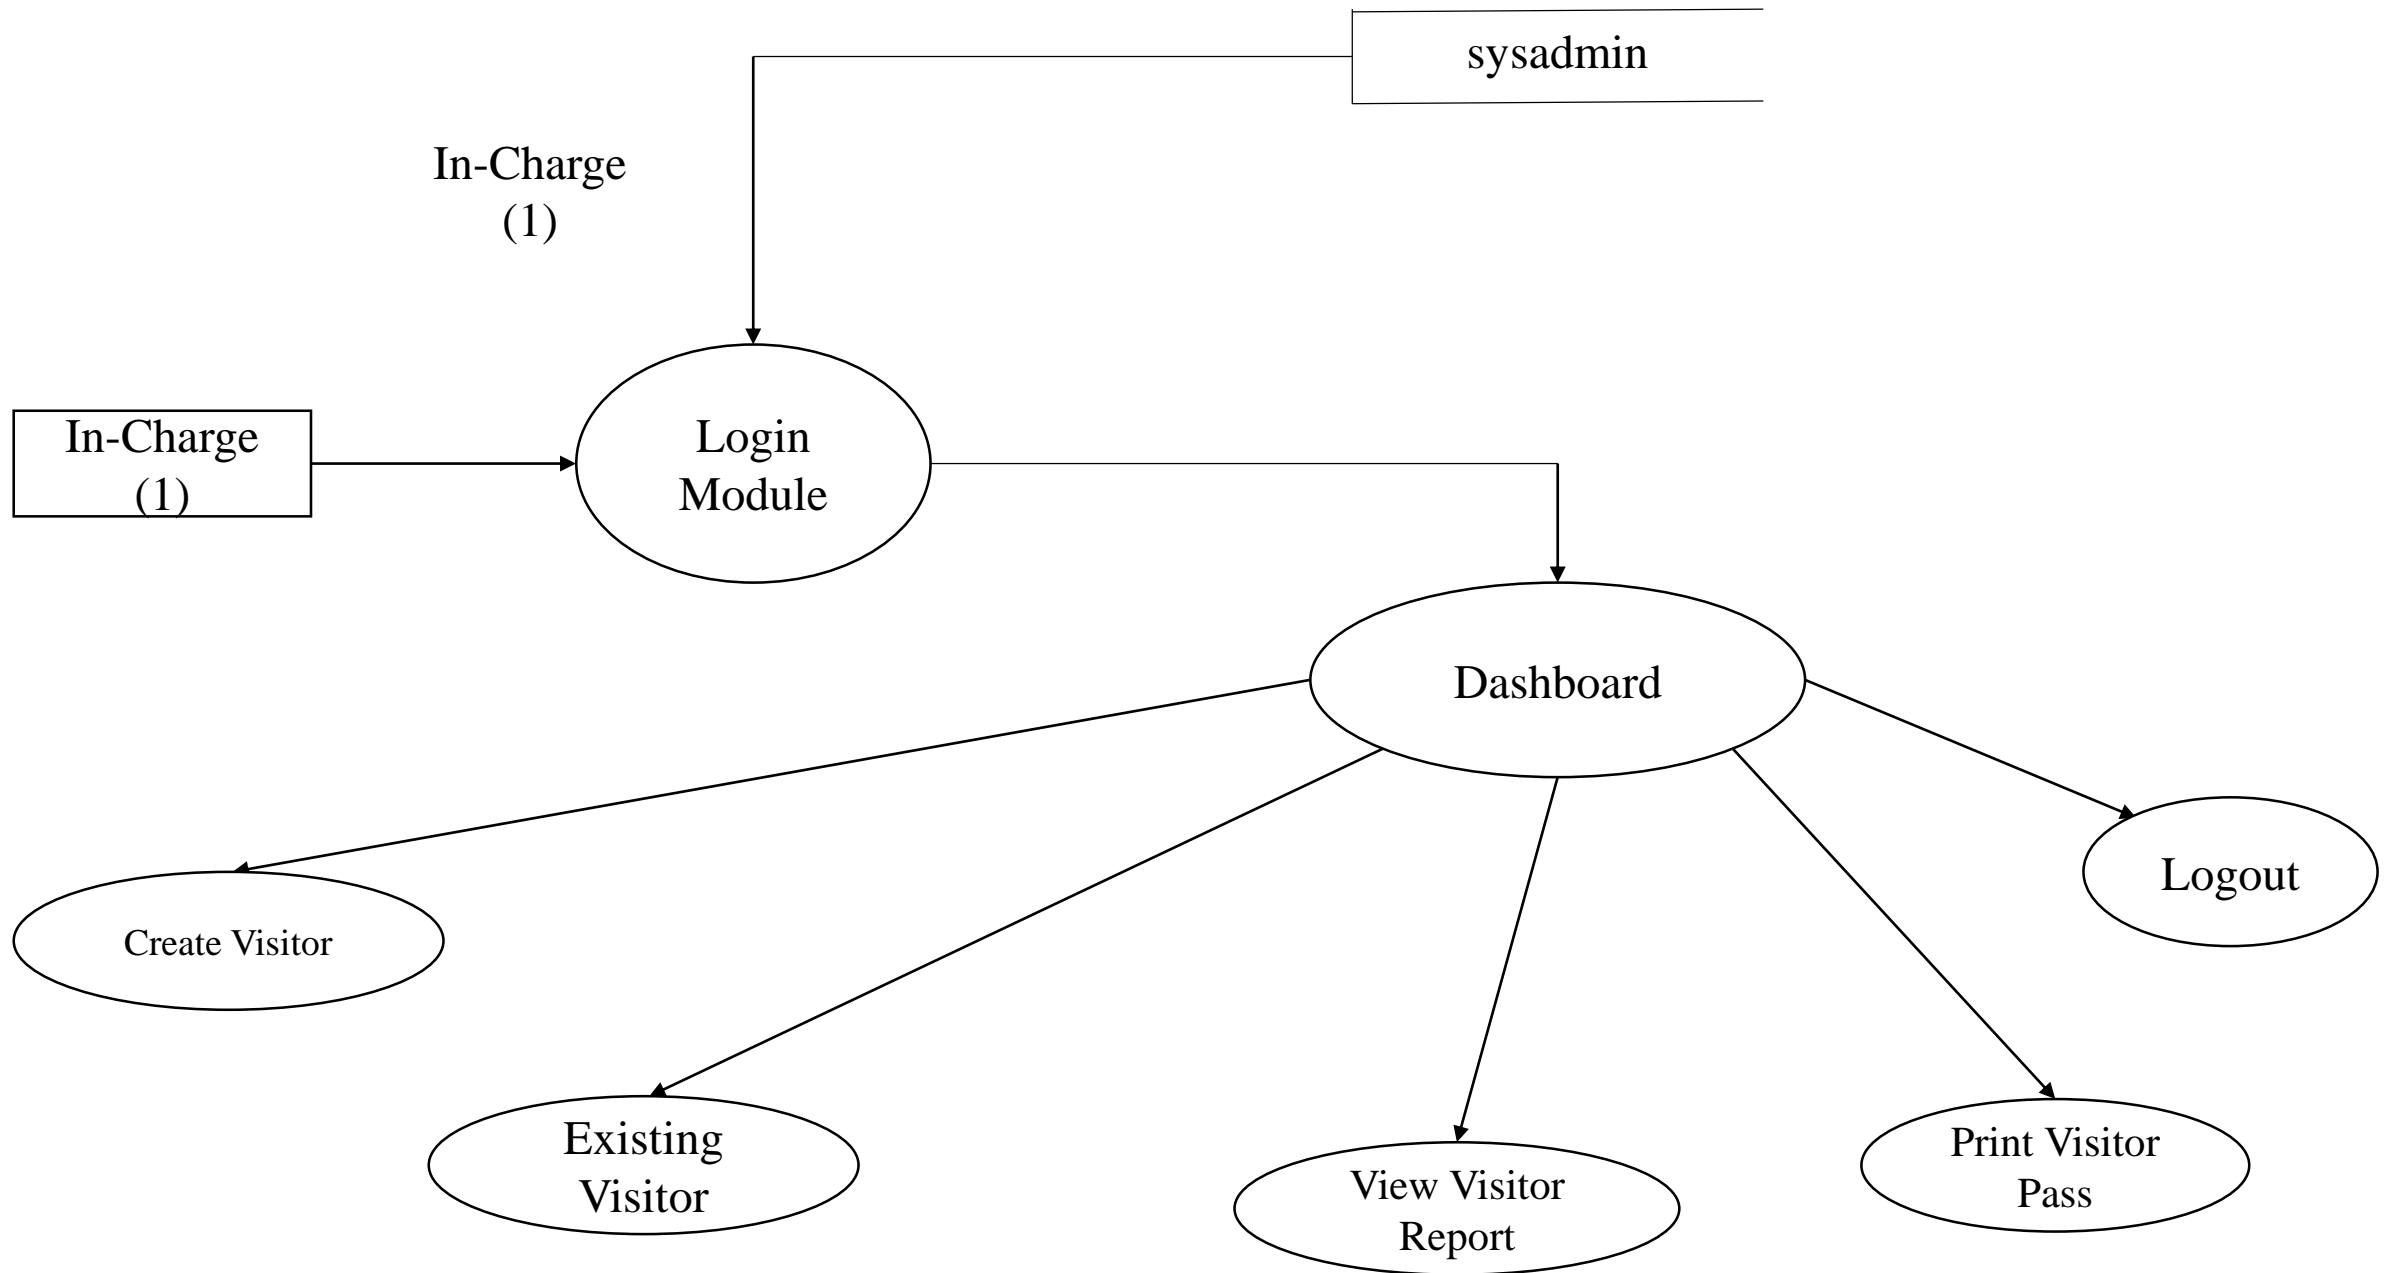 sysadmin
In-Charge
(1)
In-Charge
(1)
Login
Module
Dashboard
Logout
Create Visitor
Existing
Visitor
View Visitor
Report
Print Visitor
Pass